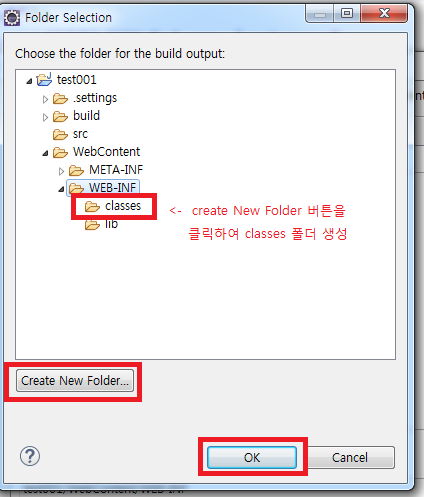 Folder Selection
Choose the folder for the build output:
test001
.settings
build
src
WebContent
META-INF
WEB-INF
classes
<- create New Folder 버튼을
lib
클릭하여 classes 폴더 생성
Create New Folder...
OK
Cancel